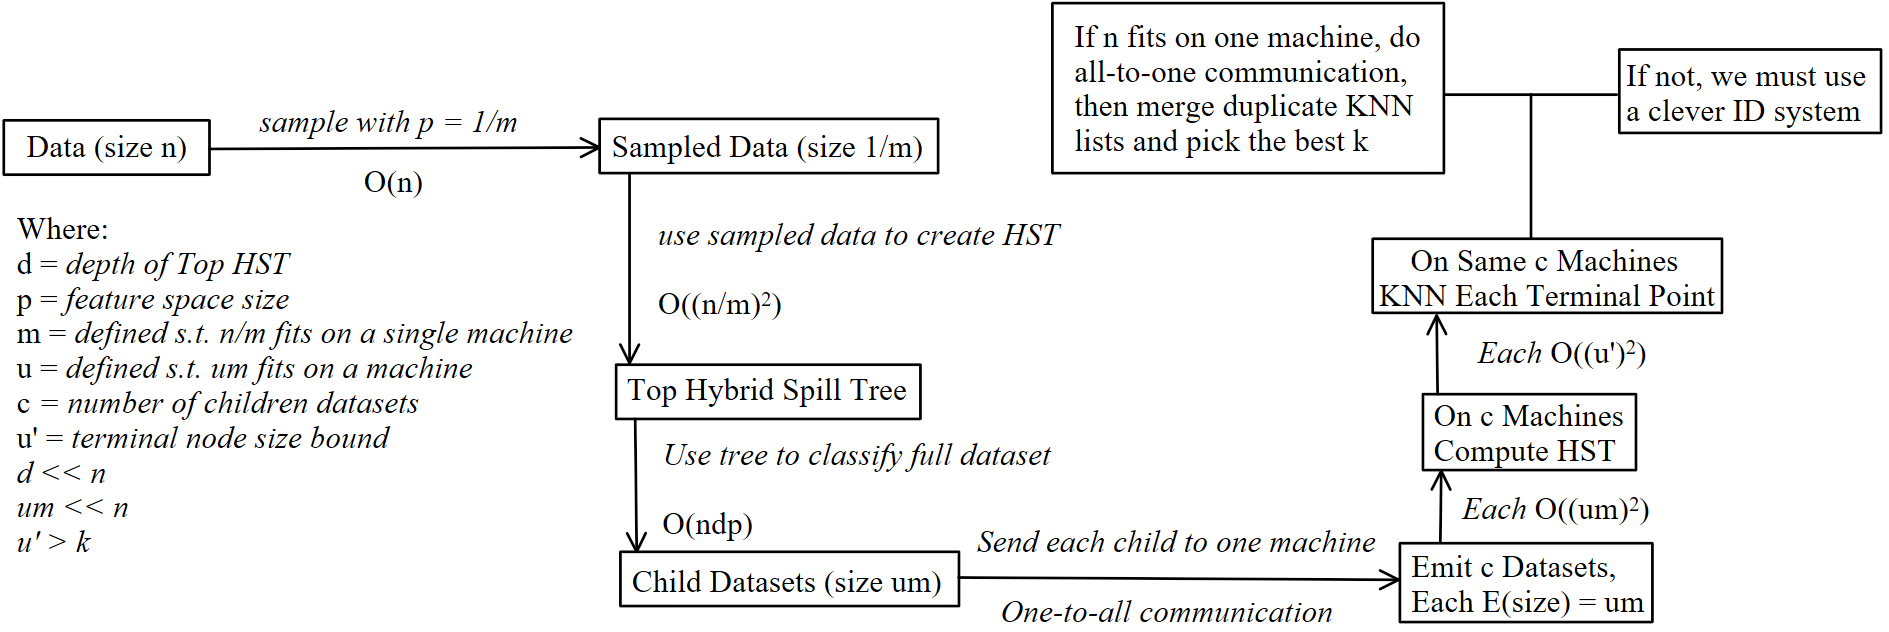 Data (size n)
sample with p = 1/m
O(n)
Sampled Data (size 1/m)
Where:
d = depth of Top HST
p = feature space size
m = defined s.t. n/m fits on a single machine
u = defined s.t. um fits on a machine
c = number of children datasets
u' = terminal node size bound
d << n
um << n
u' > k
use sampled data to create HST
O((n/m)²)
Top Hybrid Spill Tree
Use tree to classify full dataset
O(ndp)
Child Datasets (size um)
Send each child to one machine
One-to-all communication
Emit c Datasets,
Each E(size) = um
Each O((um)²)
On c Machines
Compute HST
Each O((u')²)
On Same c Machines
KNN Each Terminal Point
If n fits on one machine, do
all-to-one communication,
then merge duplicate KNN
lists and pick the best k
If not, we must use
a clever ID system